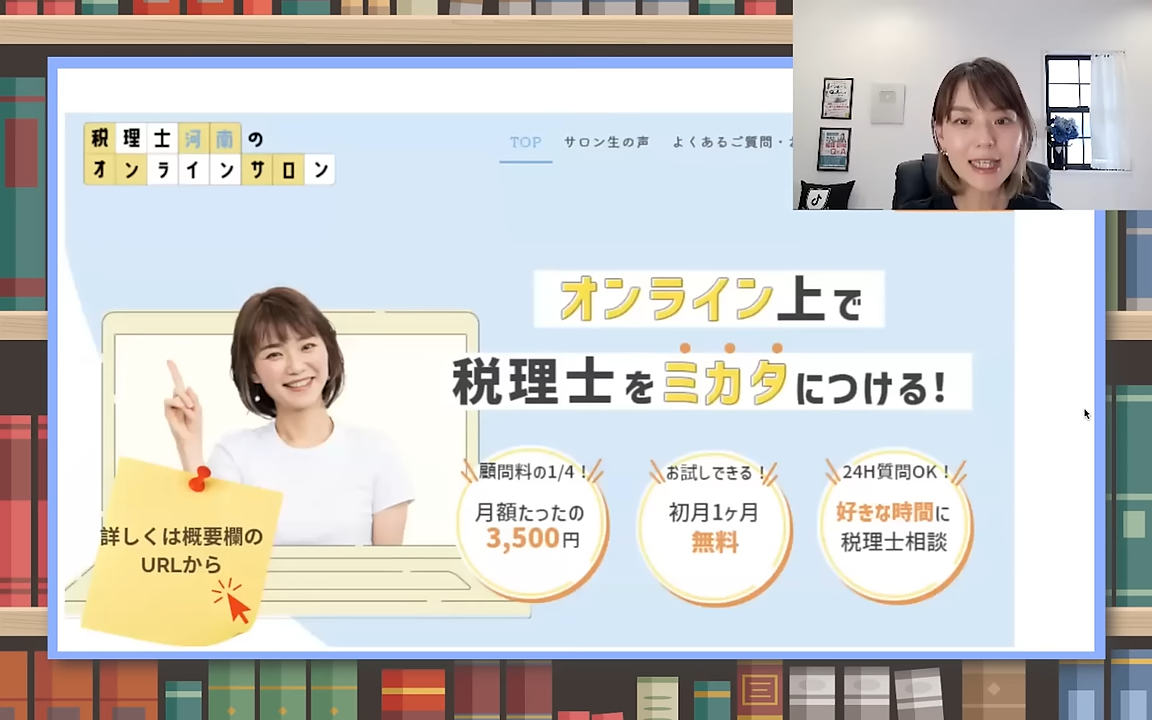 税理士河南の
オンラインサロン
TOP サロン生の声 よくあるご質問・
オンライン上で
税理士をミカタにつける!
顧問料の1/4！
月額たったの
3,500円
お試しできる！
初月1ヶ月
無料
24H質問OK！
好きな時間に
税理士相談
詳しくは概要欄の
URLから